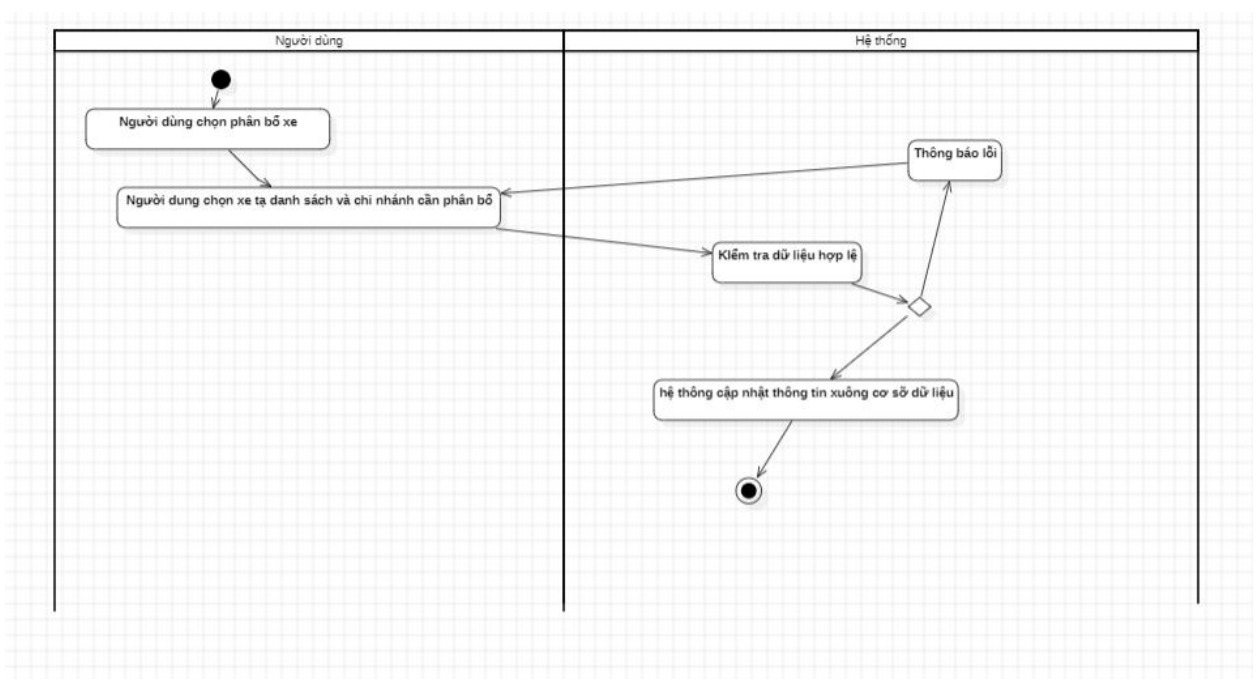 Người dùng
Hệ thống
Người dùng chọn phân bổ xe
Thông báo lỗi
Người dung chọn xe tạ danh sách và chi nhánh cần phân bổ
KIểm tra dữ liệu hợp lệ
hệ thông cập nhật thông tin xuông cơ sỡ dữ liệu